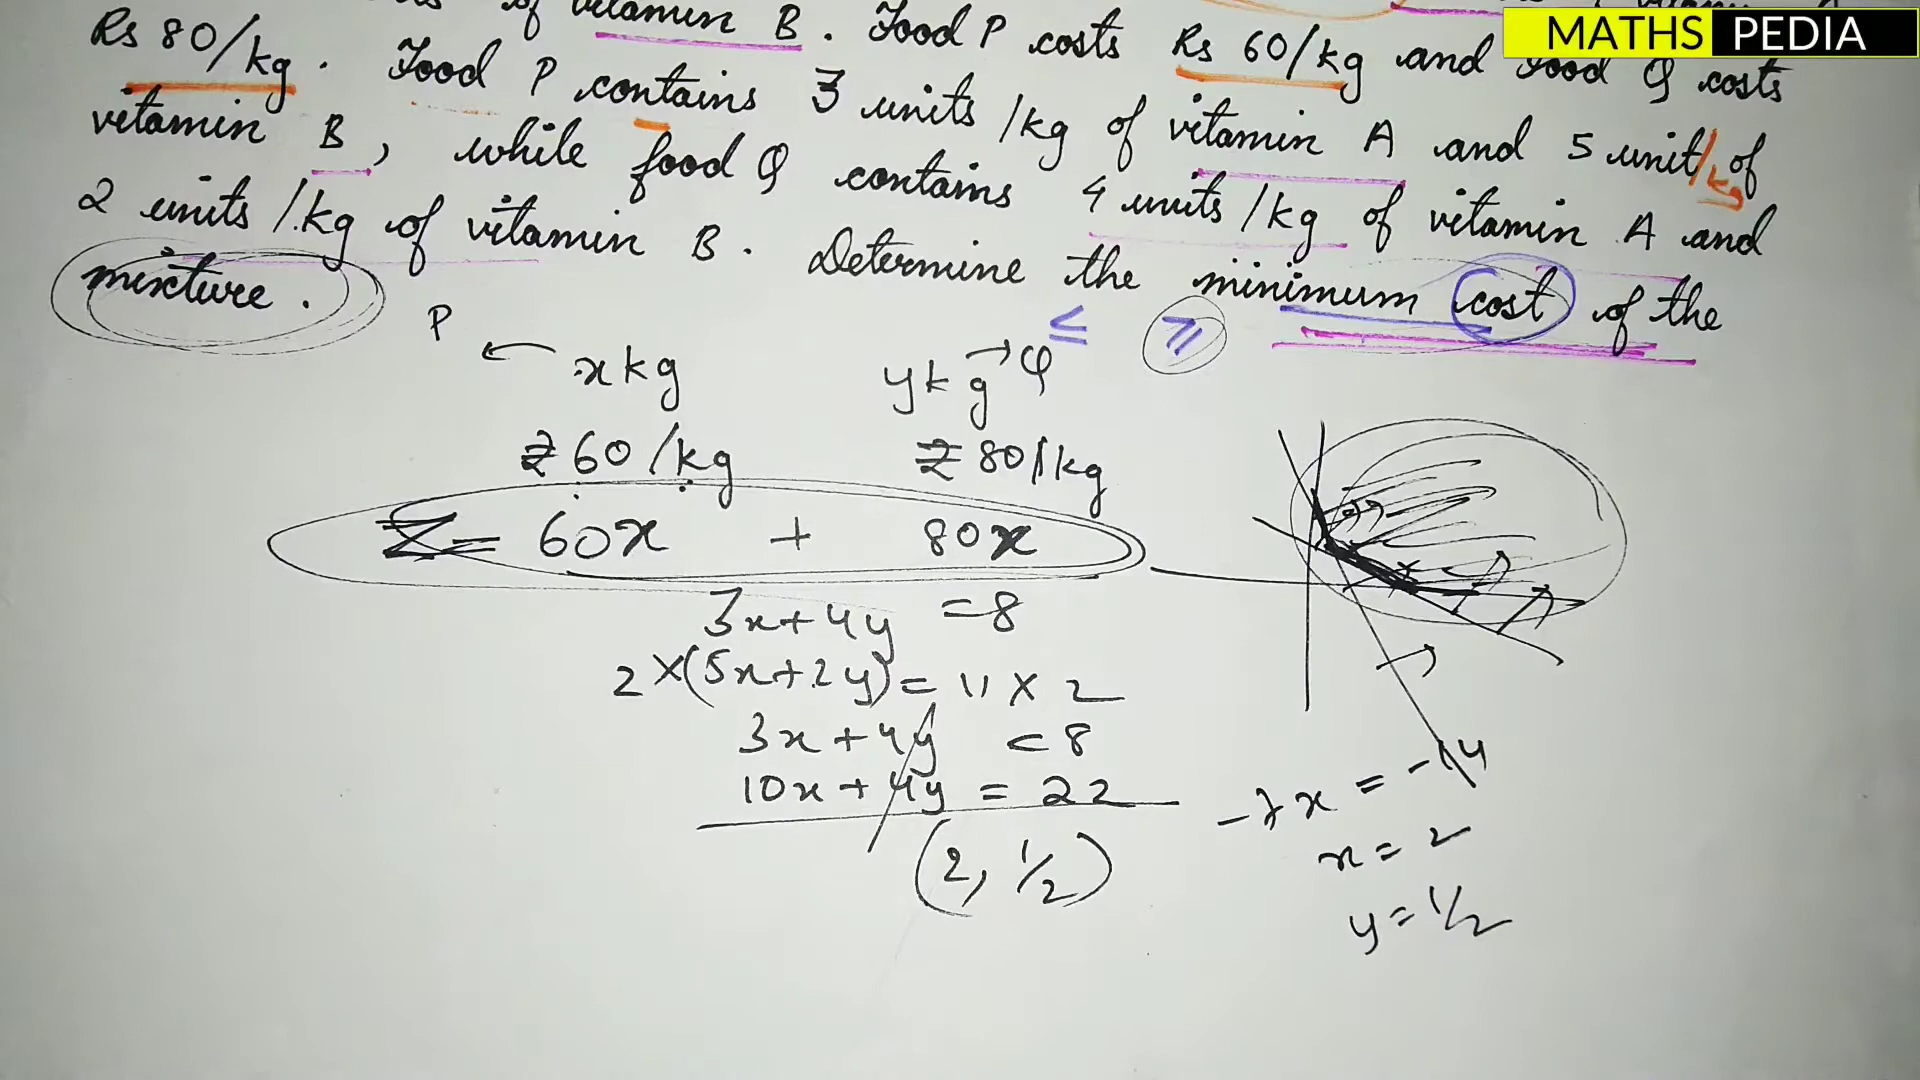 of vitamin B. Food P costs Rs 60/kg and Food Q costs
MATHS PEDIA
Rs 80/kg. Food P contains 3 units /kg of vitamin A and 5 unit/kg of
vitamin B, while food Q contains 4 units /kg of vitamin A and
2 units /kg of vitamin B. Determine the minimum cost of the
mixture.
≤ ≥
P ← x kg y kg → Q
₹ 60 /kg ₹ 80 /kg
Z = 60x + 80x
3x + 4y = 8
2 × (5x + 2y) = 11 × 2
3x + 4y = 8
10x + 4y = 22
-7x = -14
x = 2
y = 1/2
(2, 1/2)